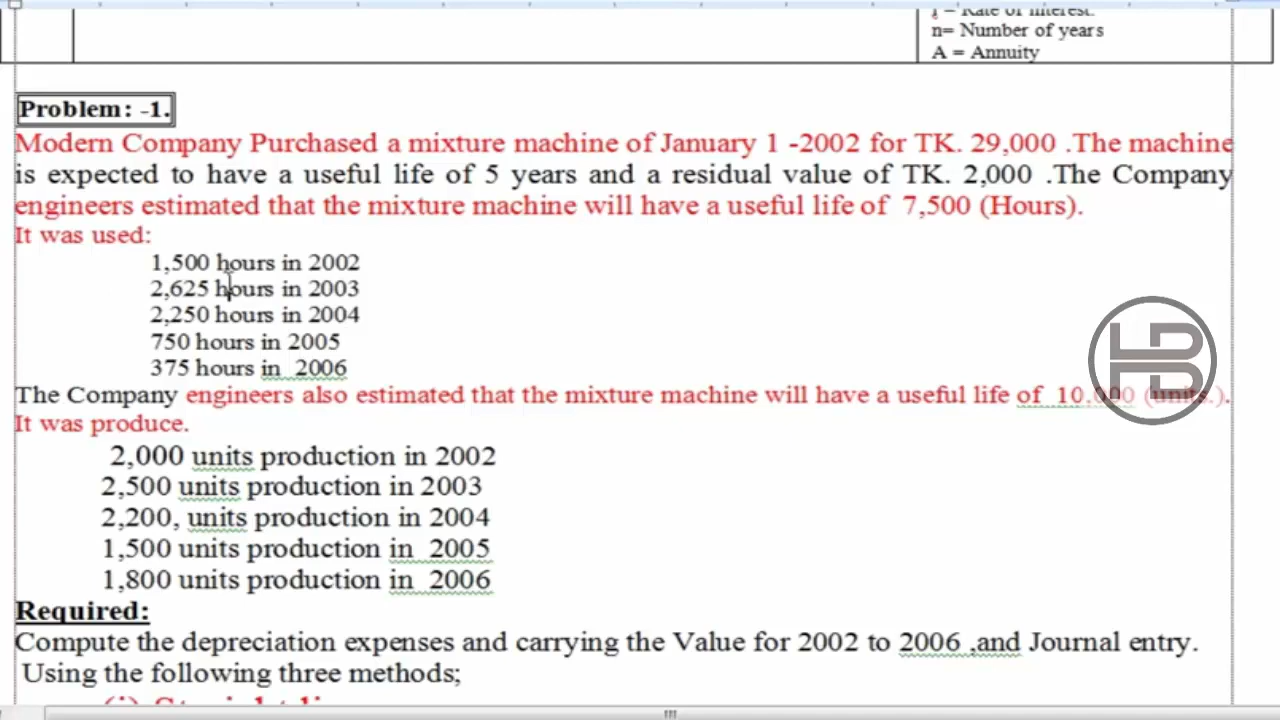 i = Rate of interest.
n= Number of years
A = Annuity
Problem: -1.
Modern Company Purchased a mixture machine of January 1 -2002 for TK. 29,000 .The machine
is expected to have a useful life of 5 years and a residual value of TK. 2,000 .The Company
engineers estimated that the mixture machine will have a useful life of 7,500 (Hours).
It was used:
1,500 hours in 2002
2,625 hours in 2003
2,250 hours in 2004
750 hours in 2005
375 hours in 2006
The Company engineers also estimated that the mixture machine will have a useful life of 10.000 (units.).
It was produce.
2,000 units production in 2002
2,500 units production in 2003
2,200, units production in 2004
1,500 units production in 2005
1,800 units production in 2006
Required:
Compute the depreciation expenses and carrying the Value for 2002 to 2006 ,and Journal entry.
Using the following three methods;